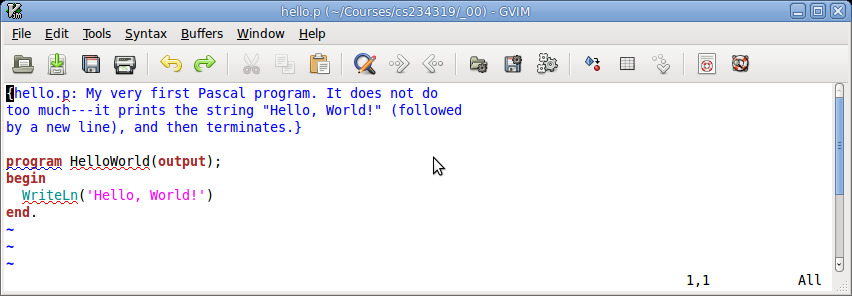 hello.p (~/Courses/cs234319/_00) - GVIM
File Edit Tools Syntax Buffers Window Help
{hello.p: My very first Pascal program. It does not do
too much---it prints the string "Hello, World!" (followed
by a new line), and then terminates.}
program HelloWorld(output);
begin
  WriteLn('Hello, World!')
end.
~
~
~
1,1 All